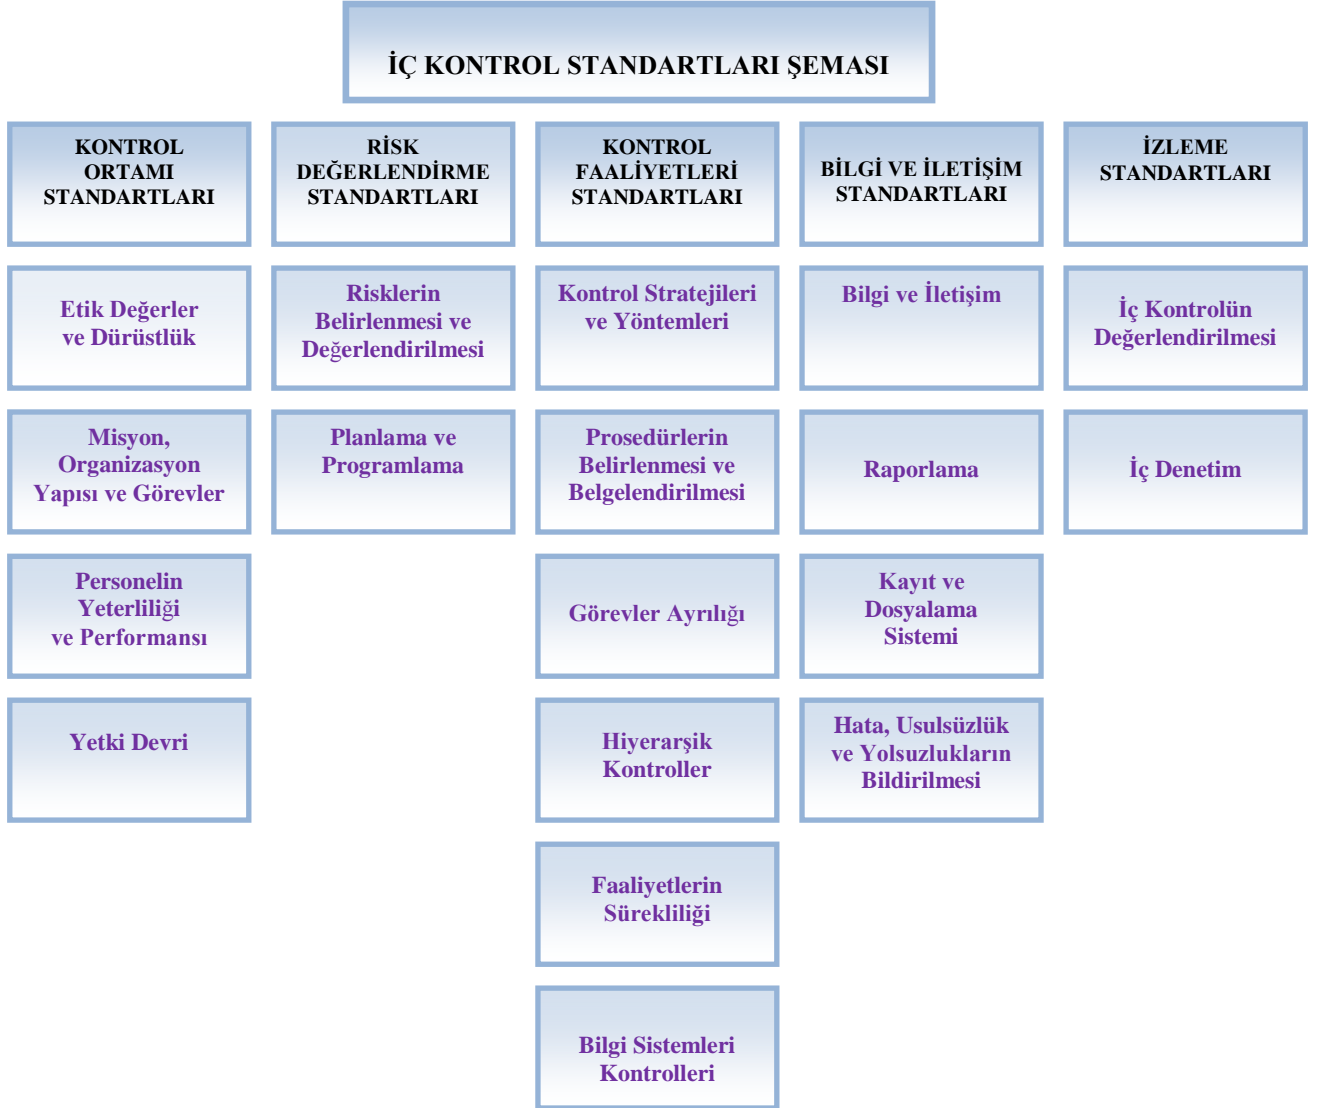 İÇ KONTROL STANDARTLARI ŞEMASI
KONTROL
ORTAMI
STANDARTLARI
RİSK
DEĞERLENDİRME
STANDARTLARI
KONTROL
FAALİYETLERİ
STANDARTLARI
BİLGİ VE İLETİŞİM
STANDARTLARI
İZLEME
STANDARTLARI
Etik Değerler
ve Dürüstlük
Risklerin
Belirlenmesi ve
Değerlendirilmesi
Kontrol Stratejileri
ve Yöntemleri
Bilgi ve İletişim
İç Kontrolün
Değerlendirilmesi
Misyon,
Organizasyon
Yapısı ve Görevler
Planlama ve
Programlama
Prosedürlerin
Belirlenmesi ve
Belgelendirilmesi
Raporlama
İç Denetim
Personelin
Yeterliliği
ve Performansı
Görevler Ayrılığı
Kayıt ve
Dosyalama
Sistemi
Yetki Devri
Hiyerarşik
Kontroller
Hata, Usulsüzlük
ve Yolsuzlukların
Bildirilmesi
Faaliyetlerin
Sürekliliği
Bilgi Sistemleri
Kontrolleri